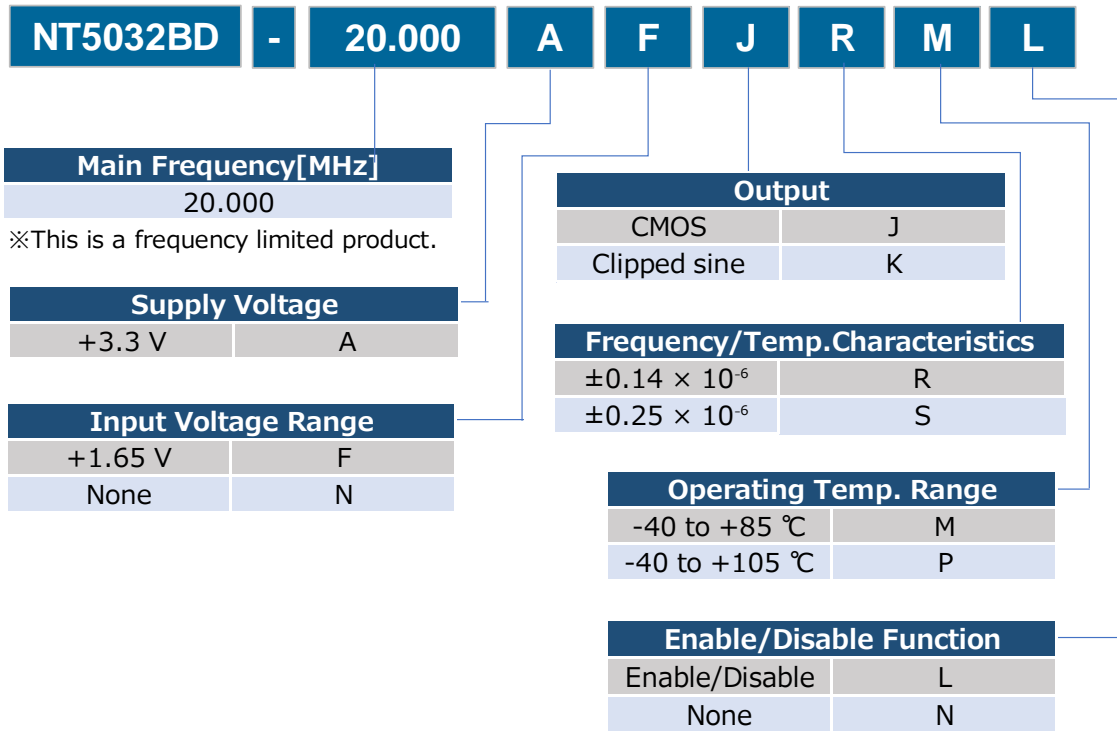 NT5032BD - 20.000 A F J R M L
Main Frequency[MHz]
20.000
※This is a frequency limited product.
Supply Voltage
+3.3 V A
Input Voltage Range
+1.65 V F
None N
Output
CMOS J
Clipped sine K
Frequency/Temp.Characteristics
±0.14 × 10⁻⁶ R
±0.25 × 10⁻⁶ S
Operating Temp. Range
-40 to +85 ℃ M
-40 to +105 ℃ P
Enable/Disable Function
Enable/Disable L
None N